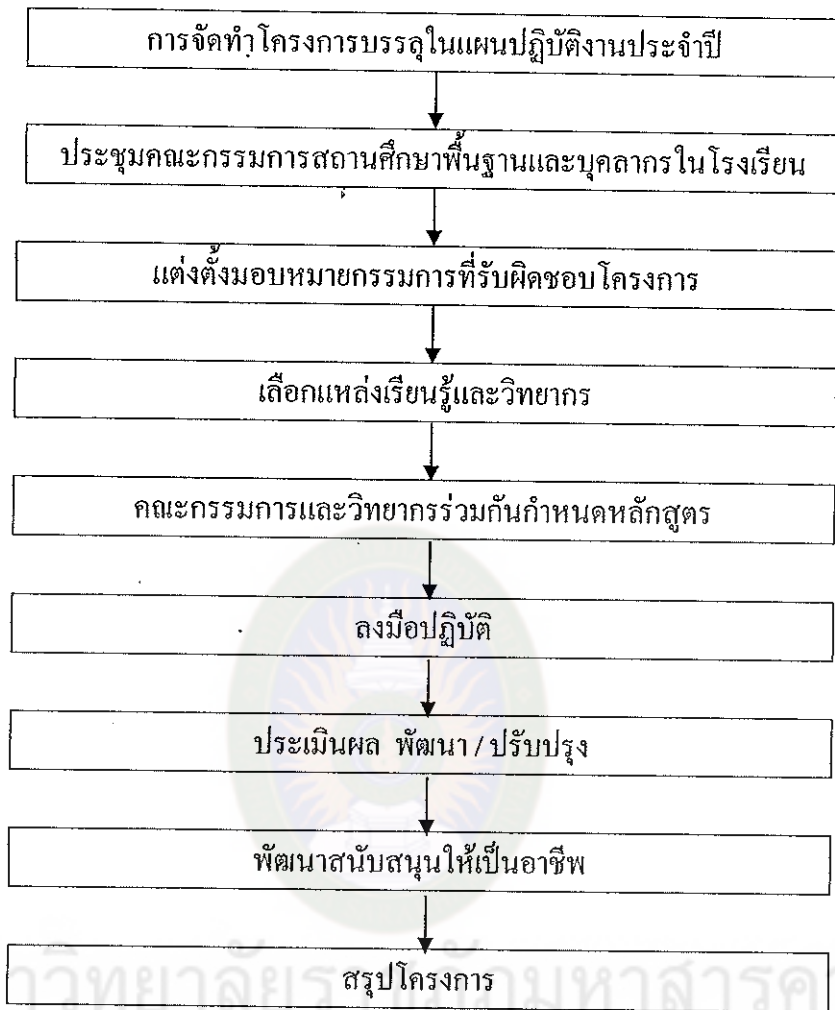 การจัดทำโครงการบรรลุในแผนปฏิบัติงานประจำปี
ประชุมคณะกรรมการสถานศึกษาพื้นฐานและบุคลากรในโรงเรียน
แต่งตั้งมอบหมายกรรมการที่รับผิดชอบโครงการ
เลือกแหล่งเรียนรู้และวิทยากร
คณะกรรมการและวิทยากรร่วมกันกำหนดหลักสูตร
ลงมือปฏิบัติ
ประเมินผล พัฒนา / ปรับปรุง
พัฒนาสนับสนุนให้เป็นอาชีพ
สรุปโครงการ